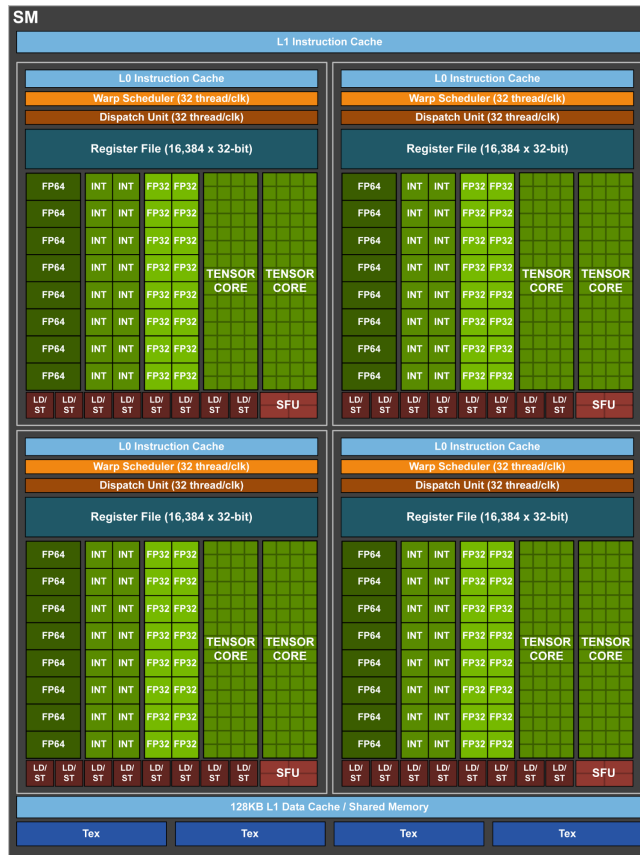 SM
L1 Instruction Cache
L0 Instruction Cache
Warp Scheduler (32 thread/clk)
Dispatch Unit (32 thread/clk)
Register File (16,384 x 32-bit)
FP64 INT INT FP32 FP32
FP64 INT INT FP32 FP32
FP64 INT INT FP32 FP32
FP64 INT INT FP32 FP32
TENSOR TENSOR
CORE CORE
FP64 INT INT FP32 FP32
FP64 INT INT FP32 FP32
FP64 INT INT FP32 FP32
FP64 INT INT FP32 FP32
LD/ LD/ LD/ LD/ LD/ LD/ LD/ LD/
ST ST ST ST ST ST ST ST
SFU
L0 Instruction Cache
Warp Scheduler (32 thread/clk)
Dispatch Unit (32 thread/clk)
Register File (16,384 x 32-bit)
FP64 INT INT FP32 FP32
FP64 INT INT FP32 FP32
FP64 INT INT FP32 FP32
FP64 INT INT FP32 FP32
TENSOR TENSOR
CORE CORE
FP64 INT INT FP32 FP32
FP64 INT INT FP32 FP32
FP64 INT INT FP32 FP32
FP64 INT INT FP32 FP32
LD/ LD/ LD/ LD/ LD/ LD/ LD/ LD/
ST ST ST ST ST ST ST ST
SFU
L0 Instruction Cache
Warp Scheduler (32 thread/clk)
Dispatch Unit (32 thread/clk)
Register File (16,384 x 32-bit)
FP64 INT INT FP32 FP32
FP64 INT INT FP32 FP32
FP64 INT INT FP32 FP32
FP64 INT INT FP32 FP32
TENSOR TENSOR
CORE CORE
FP64 INT INT FP32 FP32
FP64 INT INT FP32 FP32
FP64 INT INT FP32 FP32
FP64 INT INT FP32 FP32
LD/ LD/ LD/ LD/ LD/ LD/ LD/ LD/
ST ST ST ST ST ST ST ST
SFU
L0 Instruction Cache
Warp Scheduler (32 thread/clk)
Dispatch Unit (32 thread/clk)
Register File (16,384 x 32-bit)
FP64 INT INT FP32 FP32
FP64 INT INT FP32 FP32
FP64 INT INT FP32 FP32
FP64 INT INT FP32 FP32
TENSOR TENSOR
CORE CORE
FP64 INT INT FP32 FP32
FP64 INT INT FP32 FP32
FP64 INT INT FP32 FP32
FP64 INT INT FP32 FP32
LD/ LD/ LD/ LD/ LD/ LD/ LD/ LD/
ST ST ST ST ST ST ST ST
SFU
128KB L1 Data Cache / Shared Memory
Tex Tex Tex Tex